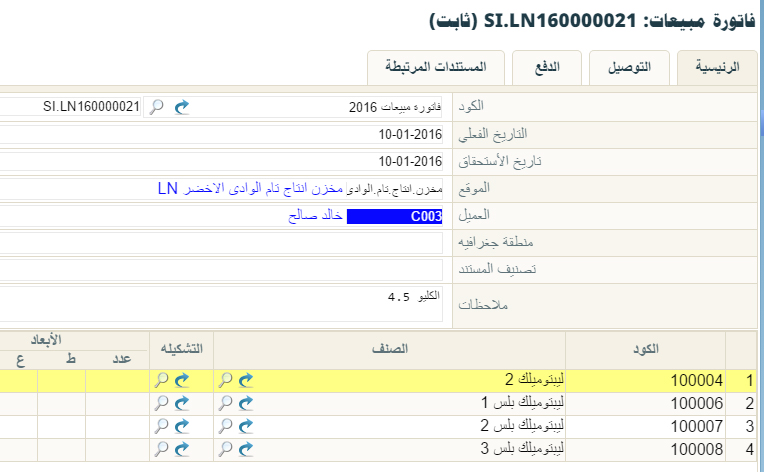 فاتورة مبيعات: SI.LN160000021 (ثابت)
الرئيسية التوصيل الدفع المستندات المرتبطة
الكود فاتورة مبيعات 2016 SI.LN160000021
التاريخ الفعلي 10-01-2016
تاريخ الأستحقاق 10-01-2016
الموقع مخزن.انتاج.تام.الوادى مخزن انتاج تام الوادى الاخضر LN
العميل C003 خالد صالح
منطقة جغرافيه
تصنيف المستند
ملاحظات الكليو 4.5
الكود الصنف التشكيله الأبعاد
عدد ط ع
1 100004 ليبتوميلك 2
2 100006 ليبتوميلك بلس 1
3 100007 ليبتوميلك بلس 2
4 100008 ليبتوميلك بلس 3